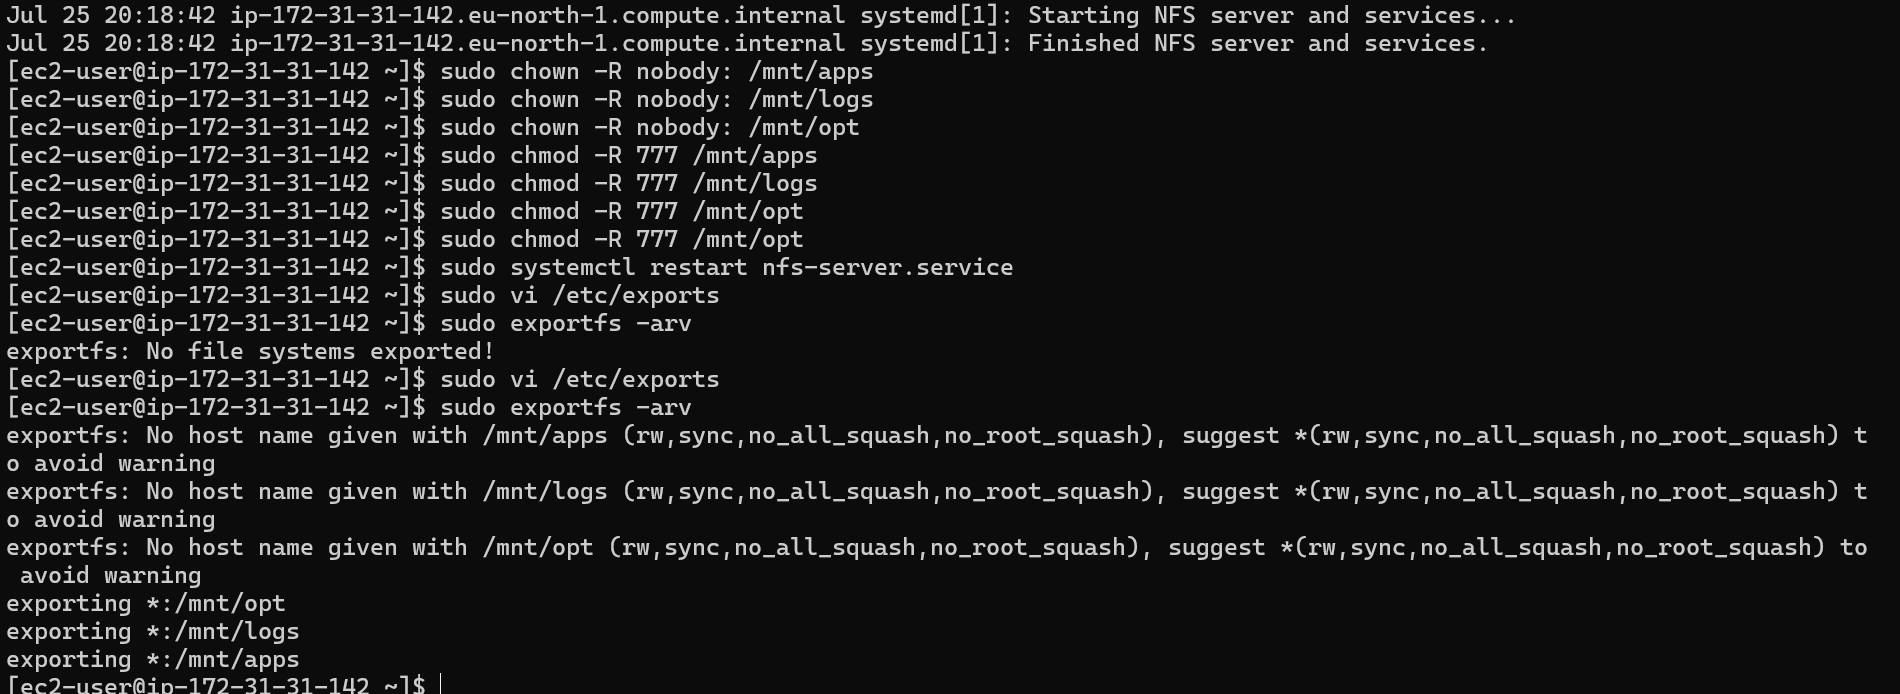 Jul 25 20:18:42 ip-172-31-31-142.eu-north-1.compute.internal systemd[1]: Starting NFS server and services...
Jul 25 20:18:42 ip-172-31-31-142.eu-north-1.compute.internal systemd[1]: Finished NFS server and services.
[ec2-user@ip-172-31-31-142 ~]$ sudo chown -R nobody: /mnt/apps
[ec2-user@ip-172-31-31-142 ~]$ sudo chown -R nobody: /mnt/logs
[ec2-user@ip-172-31-31-142 ~]$ sudo chown -R nobody: /mnt/opt
[ec2-user@ip-172-31-31-142 ~]$ sudo chmod -R 777 /mnt/apps
[ec2-user@ip-172-31-31-142 ~]$ sudo chmod -R 777 /mnt/logs
[ec2-user@ip-172-31-31-142 ~]$ sudo chmod -R 777 /mnt/opt
[ec2-user@ip-172-31-31-142 ~]$ sudo chmod -R 777 /mnt/opt
[ec2-user@ip-172-31-31-142 ~]$ sudo systemctl restart nfs-server.service
[ec2-user@ip-172-31-31-142 ~]$ sudo vi /etc/exports
[ec2-user@ip-172-31-31-142 ~]$ sudo exportfs -arv
exportfs: No file systems exported!
[ec2-user@ip-172-31-31-142 ~]$ sudo vi /etc/exports
[ec2-user@ip-172-31-31-142 ~]$ sudo exportfs -arv
exportfs: No host name given with /mnt/apps (rw,sync,no_all_squash,no_root_squash), suggest *(rw,sync,no_all_squash,no_root_squash) t
o avoid warning
exportfs: No host name given with /mnt/logs (rw,sync,no_all_squash,no_root_squash), suggest *(rw,sync,no_all_squash,no_root_squash) t
o avoid warning
exportfs: No host name given with /mnt/opt (rw,sync,no_all_squash,no_root_squash), suggest *(rw,sync,no_all_squash,no_root_squash) to
 avoid warning
exporting *:/mnt/opt
exporting *:/mnt/logs
exporting *:/mnt/apps
[ec2-user@ip-172-31-31-142 ~]$